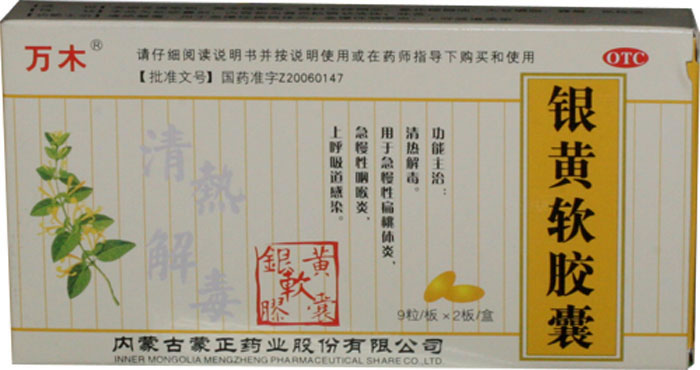 万木®
请仔细阅读说明书并按说明使用或在药师指导下购买和使用
【批准文号】国药准字Z20060147
OTC
银黄软胶囊
功能主治：
清热解毒。
用于急慢性扁桃体炎，
急慢性咽喉炎，
上呼吸道感染。
清熱解毒
黄囊
軟
銀膠
9粒/板×2板/盒
内蒙古蒙正药业股份有限公司
INNER MONGOLIA MENGZHENG PHARMACEUTICAL SHARE CO.,LTD.